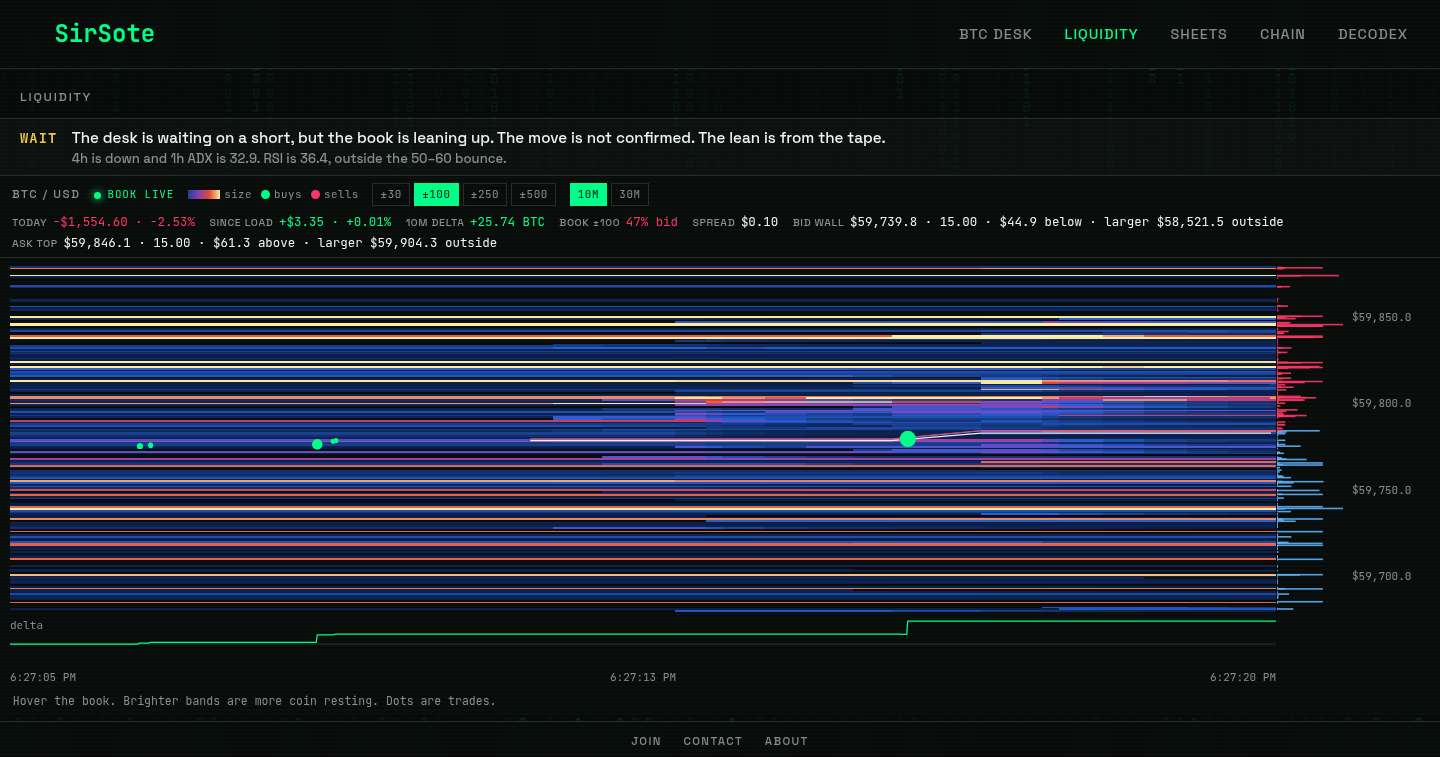 SirSote
BTC DESK LIQUIDITY SHEETS CHAIN DECODEX
LIQUIDITY
WAIT The desk is waiting on a short, but the book is leaning up. The move is not confirmed. The lean is from the tape.
4h is down and 1h ADX is 32.9. RSI is 36.4, outside the 50–60 bounce.
BTC / USD BOOK LIVE size buys sells ±30 ±100 ±250 ±500 10M 30M
TODAY -$1,554.60 · -2.53% SINCE LOAD +$3.35 · +0.01% 10M DELTA +25.74 BTC BOOK ±100 47% bid SPREAD $0.10 BID WALL $59,739.8 · 15.00 · $44.9 below · larger $58,521.5 outside
ASK TOP $59,846.1 · 15.00 · $61.3 above · larger $59,904.3 outside
$59,850.0
$59,800.0
$59,750.0
$59,700.0
delta
6:27:05 PM 6:27:13 PM 6:27:20 PM
Hover the book. Brighter bands are more coin resting. Dots are trades.
JOIN CONTACT ABOUT